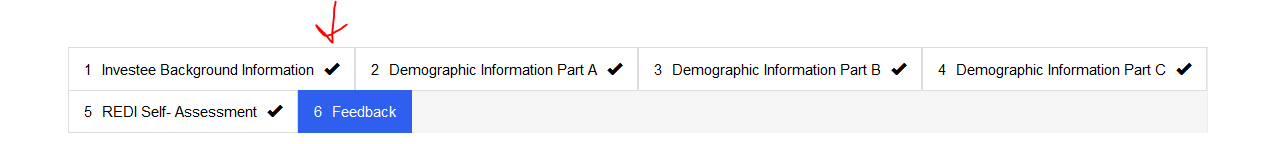 1 Investee Background Information ✔ 2 Demographic Information Part A ✔ 3 Demographic Information Part B ✔ 4 Demographic Information Part C ✔
5 REDI Self- Assessment ✔ 6 Feedback